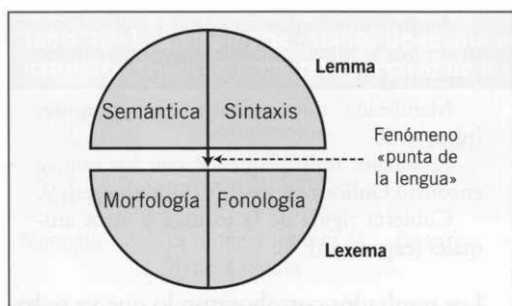 Lemma
Semántica
Sintaxis
Fenómeno
«punta de
la lengua»
Morfología
Fonología
Lexema